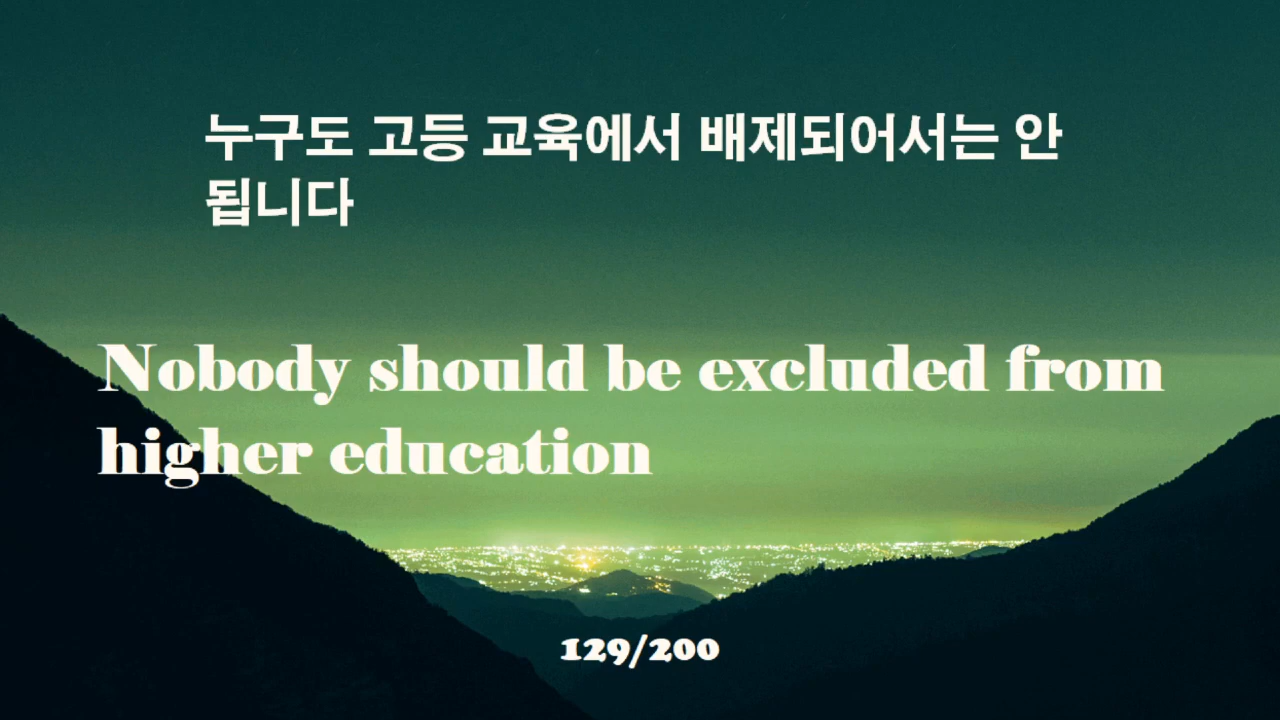 누구도 고등 교육에서 배제되어서는 안
됩니다
Nobody should be excluded from
higher education
129/200